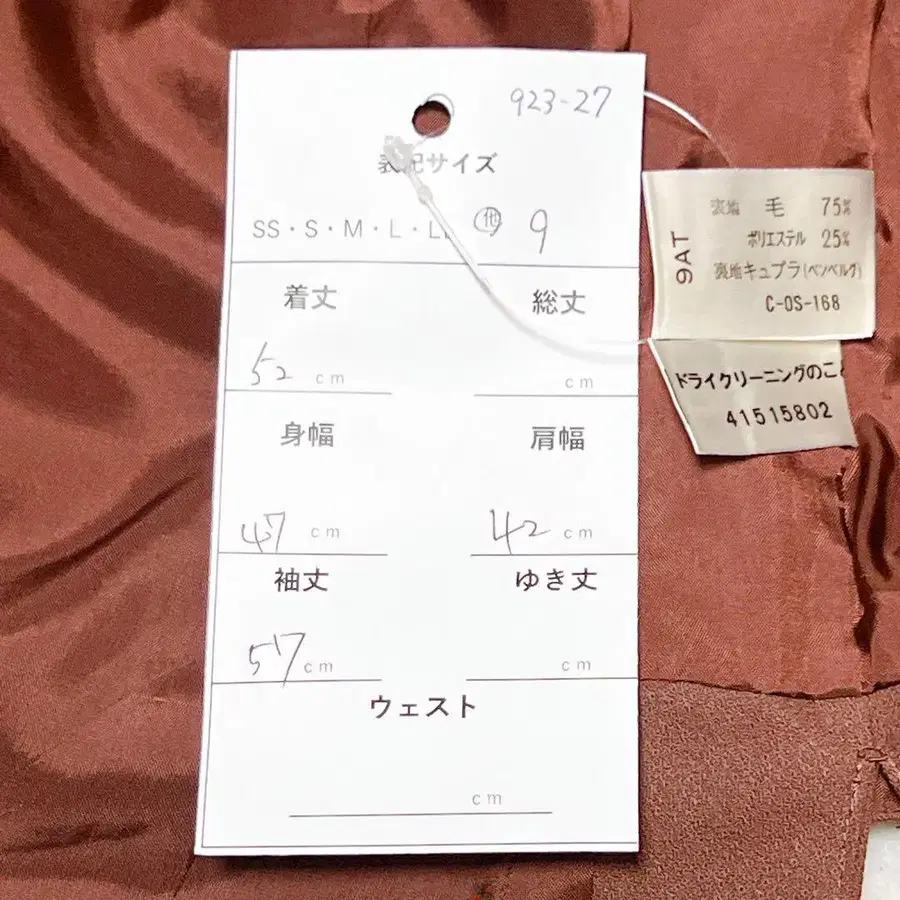 923-27
表記サイズ
SS・S・M・L・LL ㊀他 9
着丈 総丈
52 cm cm
身幅 肩幅
47 cm 42 cm
袖丈 ゆき丈
57 cm cm
ウェスト
cm
9AT
表地 毛 75%
ポリエステル 25%
裏地キュプラ(ベンベルグ)
C-OS-168
ドライクリーニングのこ
41515802